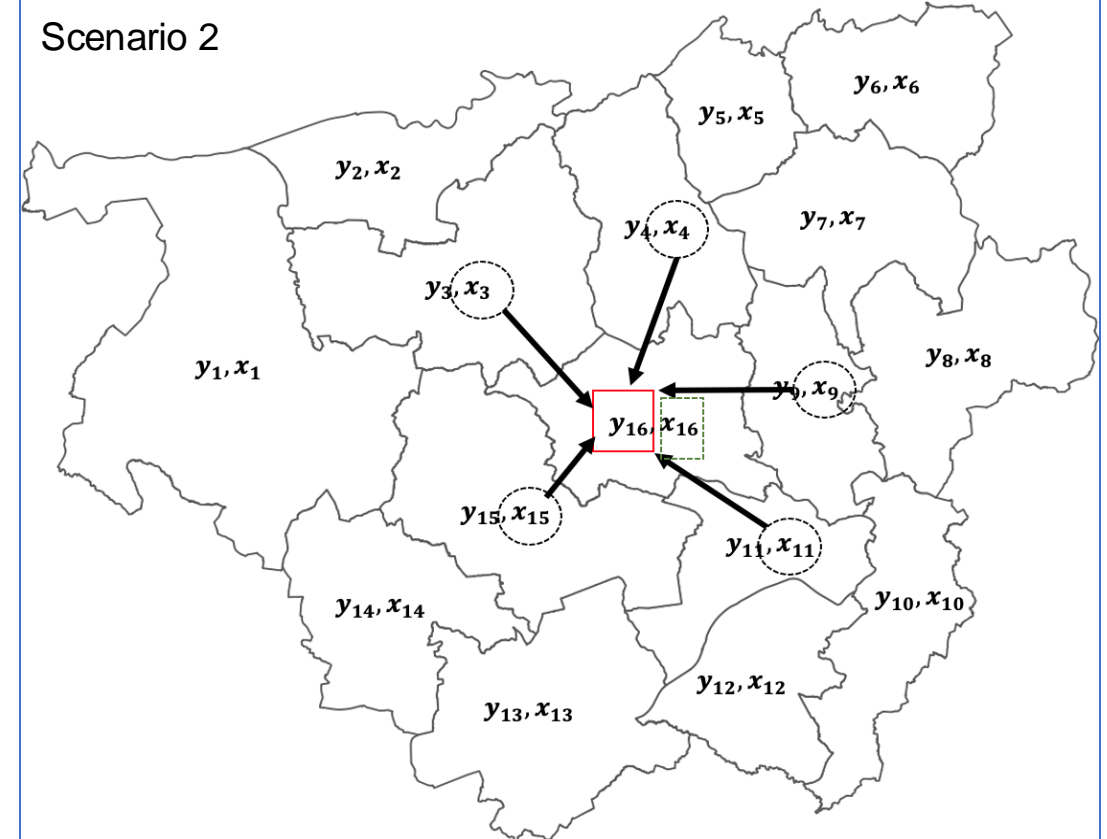 Scenario 2
y₆, x₆
y₅, x₅
y₂, x₂
y₇, x₇
y₄, x₄
y₃, x₃
y₈, x₈
y₁, x₁
y₉, x₉
y₁₆, x₁₆
y₁₅, x₁₅
y₁₁, x₁₁
y₁₀, x₁₀
y₁₄, x₁₄
y₁₂, x₁₂
y₁₃, x₁₃